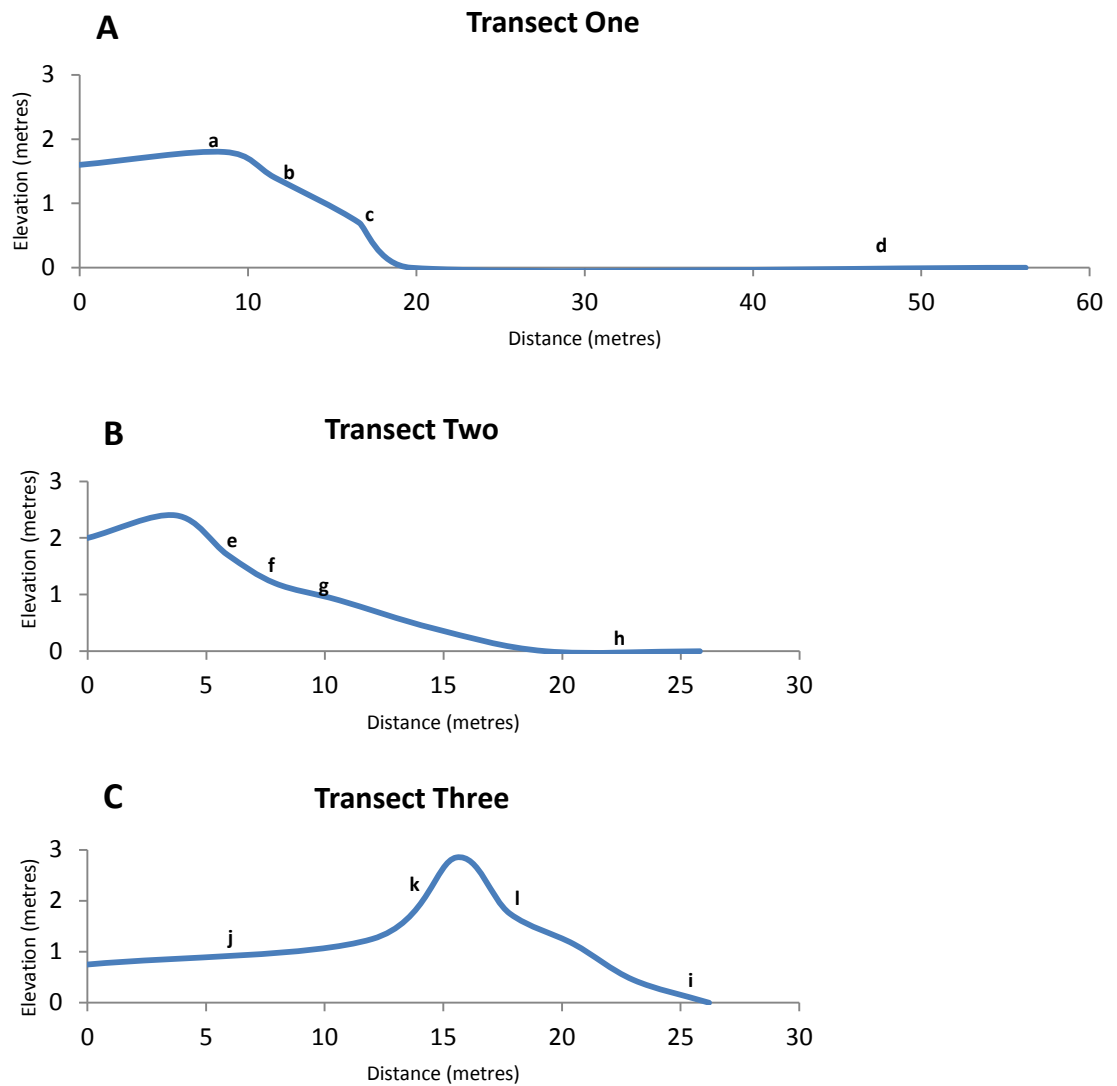 A
Transect One
Elevation (metres)
3
2
1
0
a
b
c
d
0 10 20 30 40 50 60
Distance (metres)
B
Transect Two
Elevation (metres)
3
2
1
0
e
f
g
h
0 5 10 15 20 25 30
Distance (metres)
C
Transect Three
Elevation (metres)
3
2
1
0
k
l
j
i
0 5 10 15 20 25 30
Distance (metres)